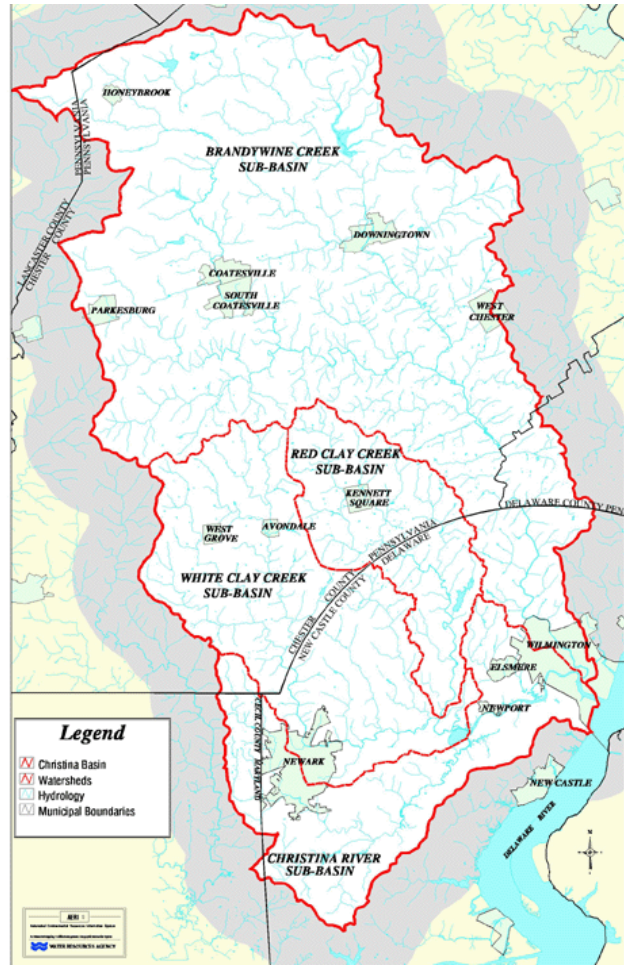 HONEYBROOK
PENNSYLVANIA
PENNSYLVANIA
BRANDYWINE CREEK
SUB-BASIN
DOWNINGTOWN
LANCASTER COUNTY
CHESTER COUNTY
COATESVILLE
SOUTH
COATESVILLE
PARKESBURG
WEST
CHESTER
RED CLAY CREEK
SUB-BASIN
KENNETT
SQUARE
DELAWARE COUNTY PEN
WEST
GROVE
AVONDALE
PENNSYLVANIA
DELAWARE
WHITE CLAY CREEK
SUB-BASIN
CHESTER COUNTY
NEW CASTLE COUNTY
WILMINGTON
ELSMERE
NEWPORT
CECIL COUNTY MARYLAND
NEWARK
NEW CASTLE
DELAWARE RIVER
CHRISTINA RIVER
SUB-BASIN
Legend
Christina Basin
Watersheds
Hydrology
Municipal Boundaries
N
WATER RESOURCES AGENCY